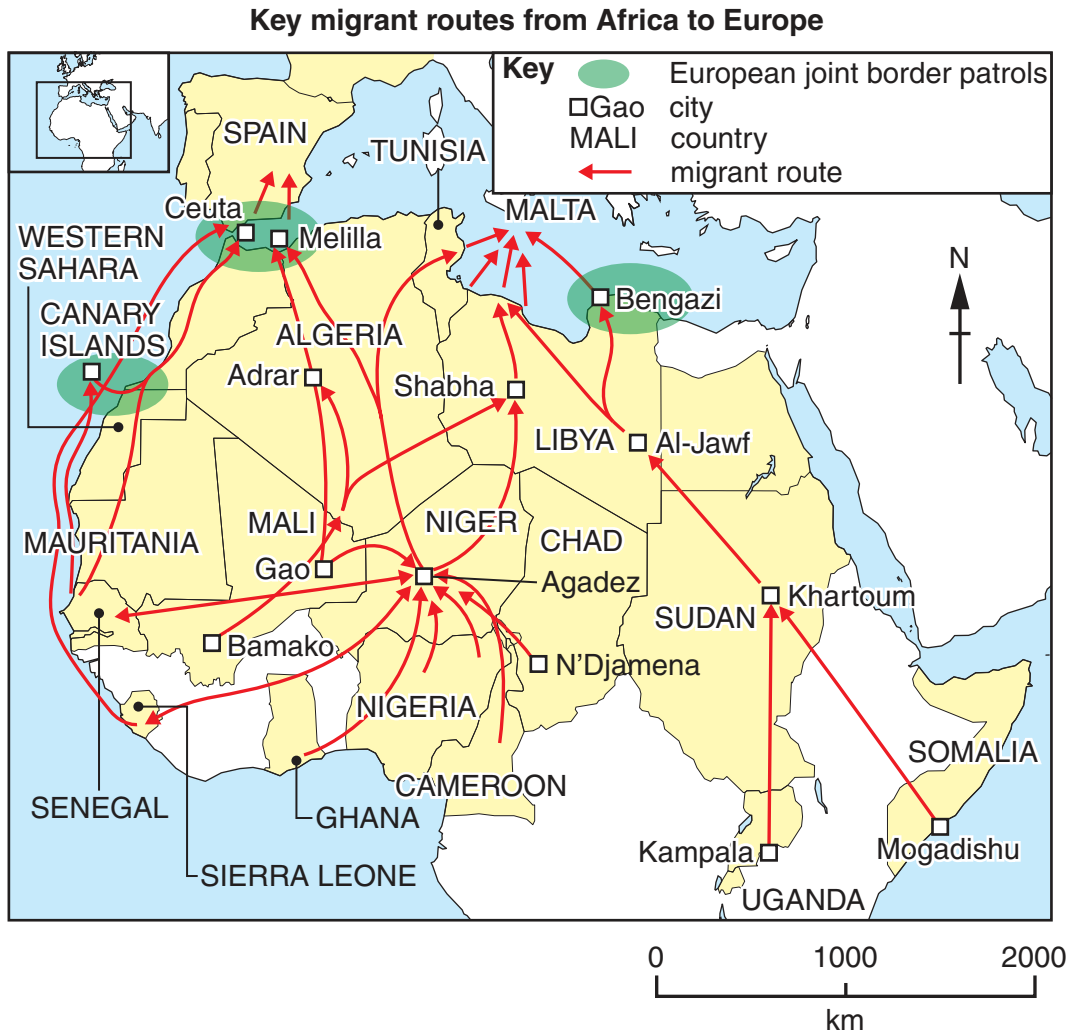 Key migrant routes from Africa to Europe
Key
European joint border patrols
Gao
city
MALI
country
migrant route
SPAIN
TUNISIA
Ceuta
MALTA
WESTERN
SAHARA
Melilla
N
CANARY
ISLANDS
Bengazi
ALGERIA
Adrar
Shabha
LIBYA
Al-Jawf
MALI
NIGER
CHAD
MAURITANIA
Gao
Agadez
Khartoum
SUDAN
Bamako
N'Djamena
NIGERIA
SOMALIA
CAMEROON
SENEGAL
GHANA
Kampala
Mogadishu
SIERRA LEONE
UGANDA
0
1000
2000
km